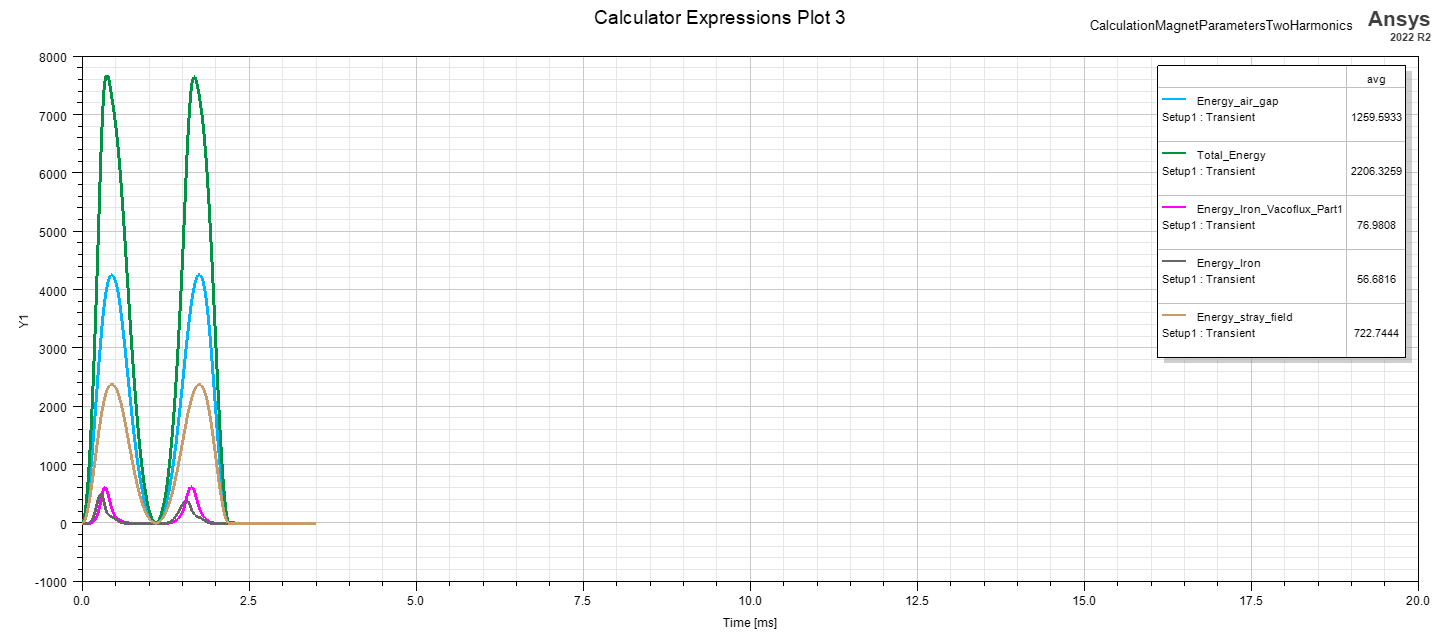 Calculator Expressions Plot 3
CalculationMagnetParametersTwoHarmonics
Ansys
2022 R2
avg
Energy_air_gap
Setup1 : Transient 1259.5933
Total_Energy
Setup1 : Transient 2206.3259
Energy_Iron_Vacoflux_Part1
Setup1 : Transient 76.9808
Energy_Iron
Setup1 : Transient 56.6816
Energy_stray_field
Setup1 : Transient 722.7444
8000
7000
6000
5000
4000
3000
2000
1000
0
-1000
Y1
0.0 2.5 5.0 7.5 10.0 12.5 15.0 17.5 20.0
Time [ms]